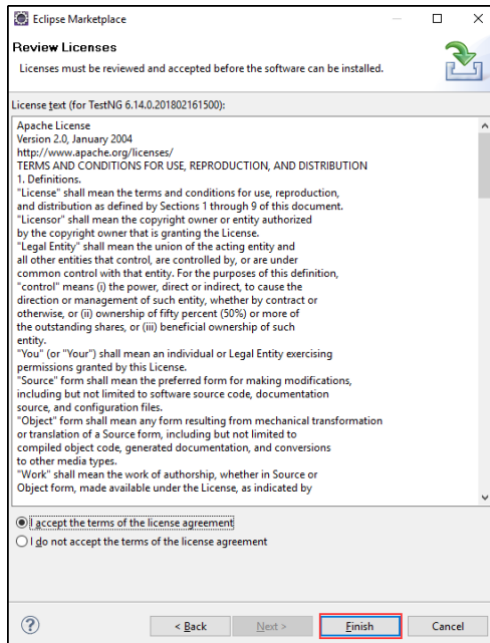 Eclipse Marketplace
Review Licenses
Licenses must be reviewed and accepted before the software can be installed.
License text (for TestNG 6.14.0.201802161500):
Apache License
Version 2.0, January 2004
http://www.apache.org/licenses/
TERMS AND CONDITIONS FOR USE, REPRODUCTION, AND DISTRIBUTION
1. Definitions.
"License" shall mean the terms and conditions for use, reproduction,
and distribution as defined by Sections 1 through 9 of this document.
"Licensor" shall mean the copyright owner or entity authorized
by the copyright owner that is granting the License.
"Legal Entity" shall mean the union of the acting entity and
all other entities that control, are controlled by, or are under
common control with that entity. For the purposes of this definition,
"control" means (i) the power, direct or indirect, to cause the
direction or management of such entity, whether by contract or
otherwise, or (ii) ownership of fifty percent (50%) or more of
the outstanding shares, or (iii) beneficial ownership of such
entity.
"You" (or "Your") shall mean an individual or Legal Entity exercising
permissions granted by this License.
"Source" form shall mean the preferred form for making modifications,
including but not limited to software source code, documentation
source, and configuration files.
"Object" form shall mean any form resulting from mechanical transformation
or translation of a Source form, including but not limited to
compiled object code, generated documentation, and conversions
to other media types.
"Work" shall mean the work of authorship, whether in Source or
Object form, made available under the License, as indicated by
I accept the terms of the license agreement
I do not accept the terms of the license agreement
? < Back Next > Finish Cancel